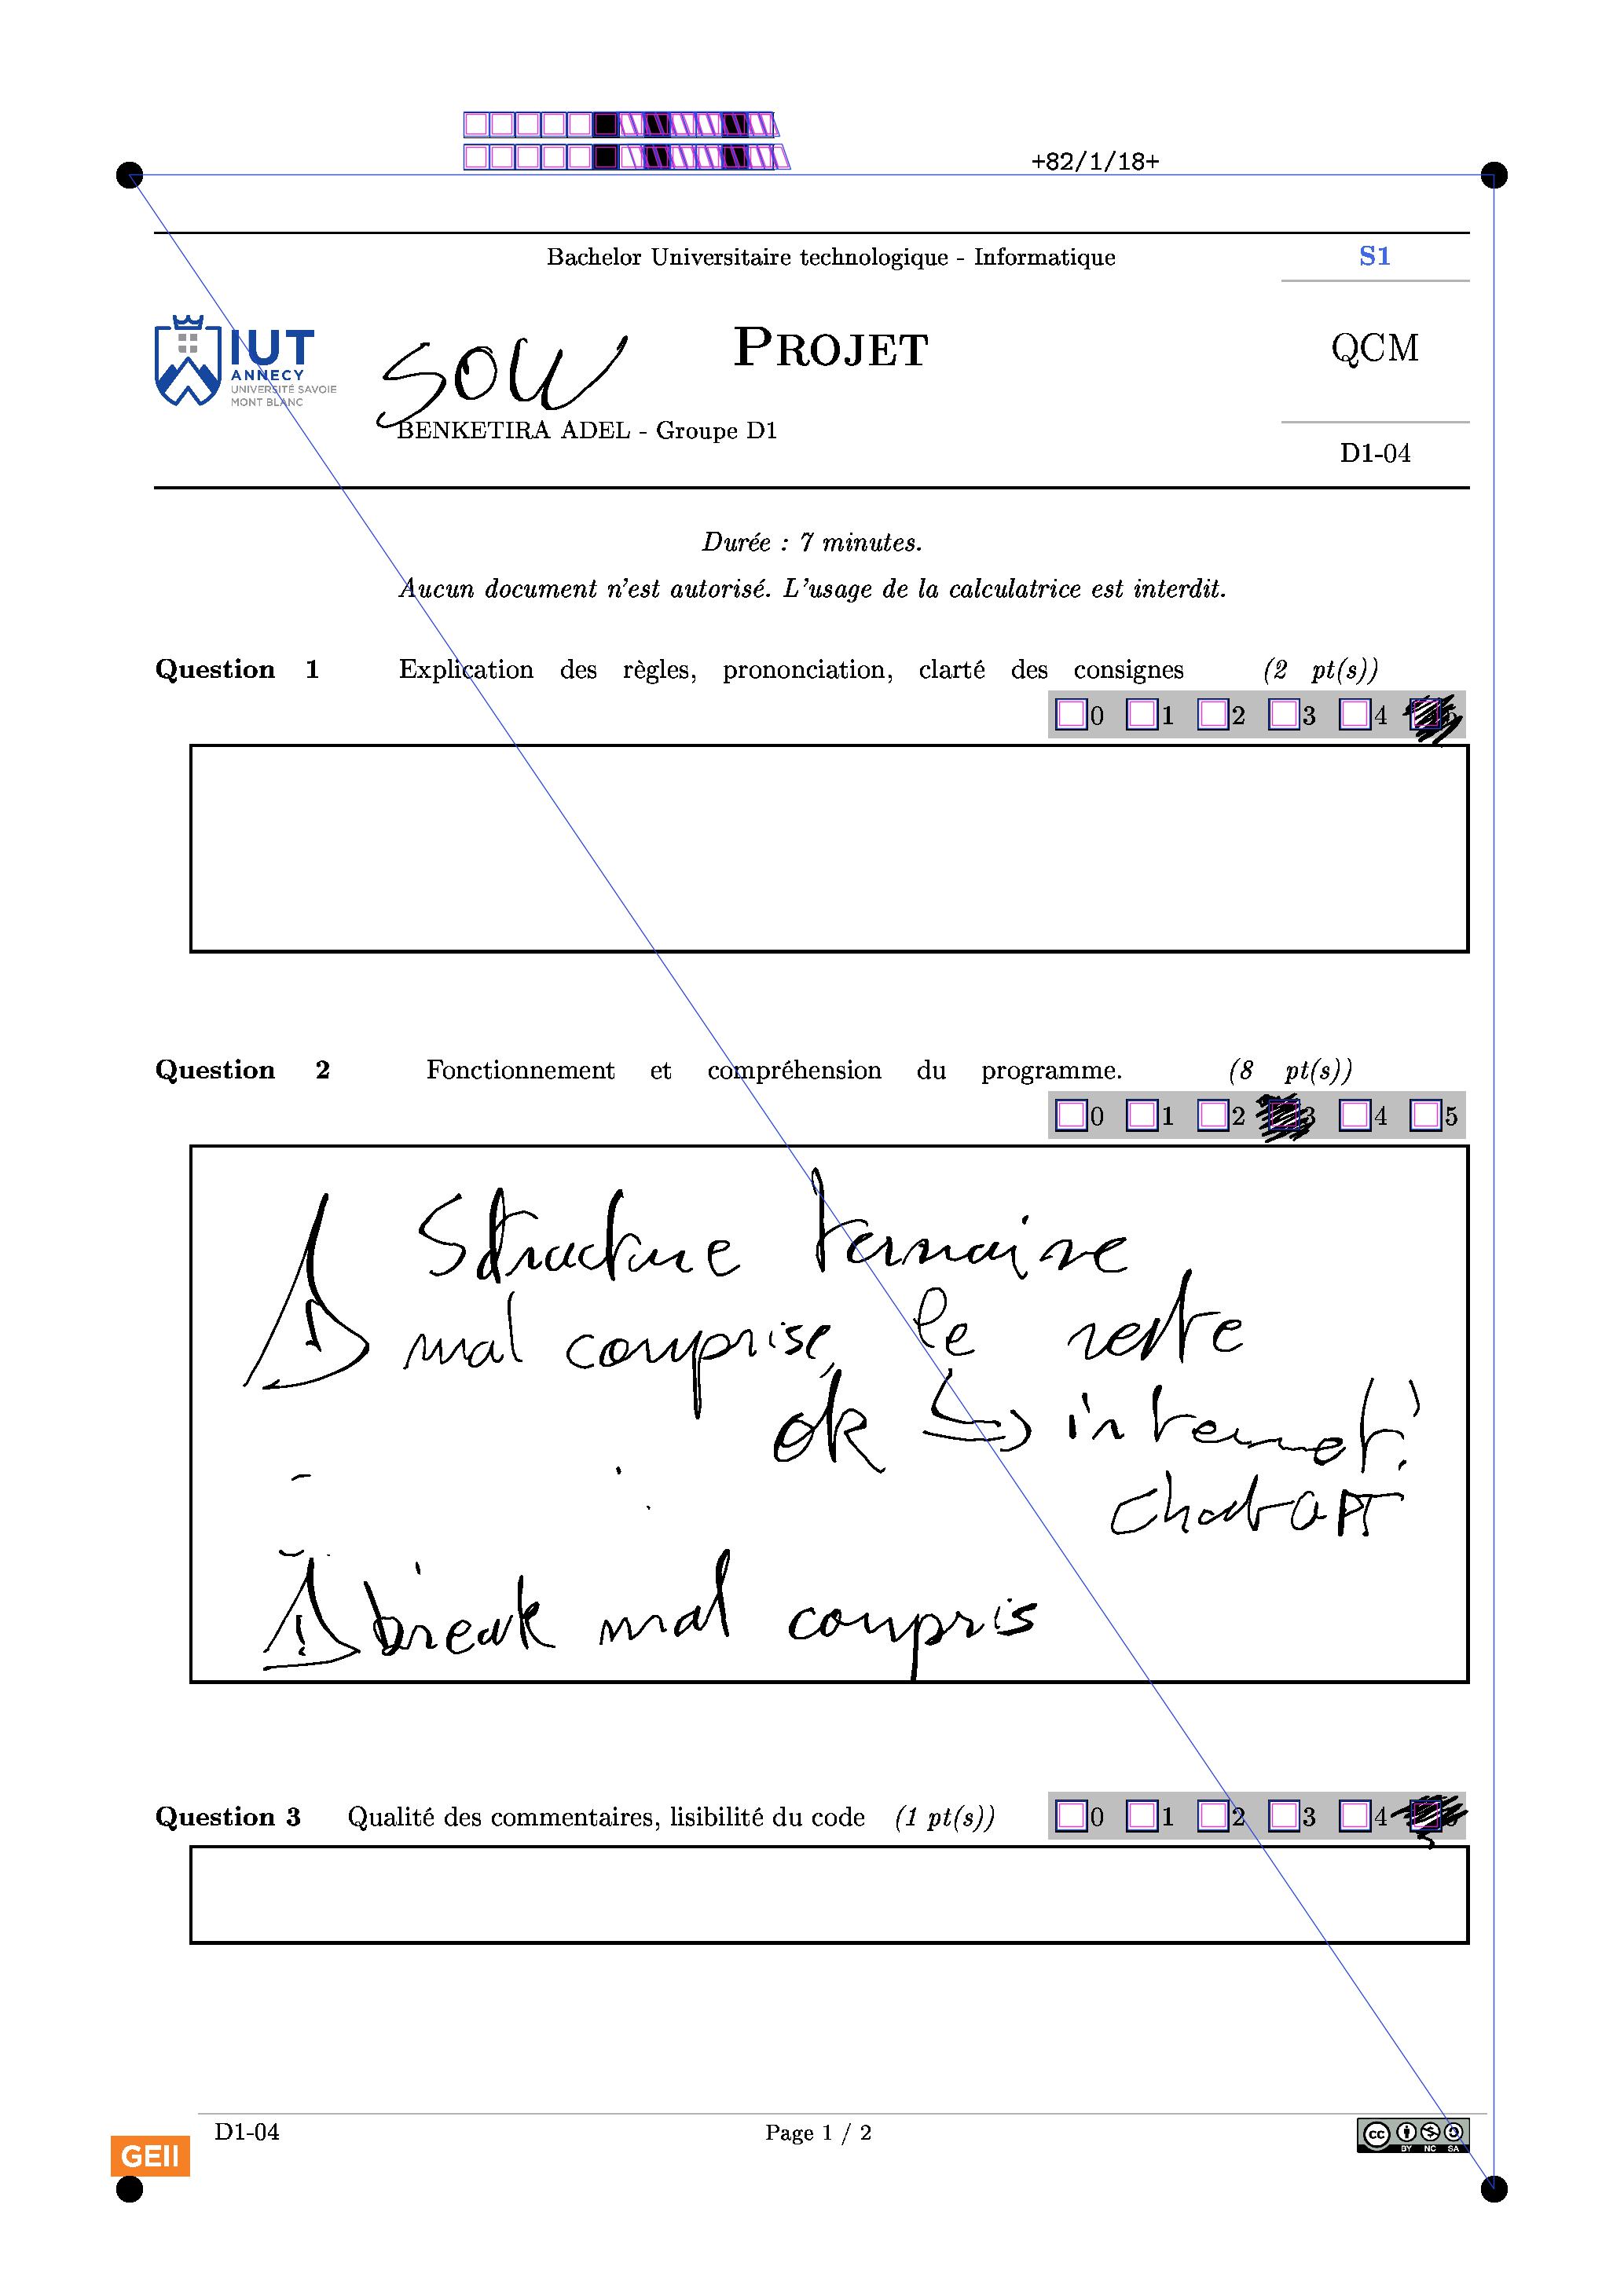 +82/1/18+
Bachelor Universitaire technologique - Informatique
S1
IUT
ANNECY
UNIVERSITÉ SAVOIE
MONT BLANC
SOW
PROJET
QCM
BENKETIRA ADEL - Groupe D1
D1-04
Durée : 7 minutes.
Aucun document n'est autorisé. L'usage de la calculatrice est interdit.
Question 1 Explication des règles, prononciation, clarté des consignes (2 pt(s))
0 1 2 3 4 5
Question 2 Fonctionnement et compréhension du programme. (8 pt(s))
0 1 2 3 4 5
Structure ternaire
mal comprise, le reste
ok ↪ internet!
ChatGPT
break mal compris
Question 3 Qualité des commentaires, lisibilité du code (1 pt(s)) 0 1 2 3 4
D1-04
Page 1 / 2
GEII
cc BY NC SA